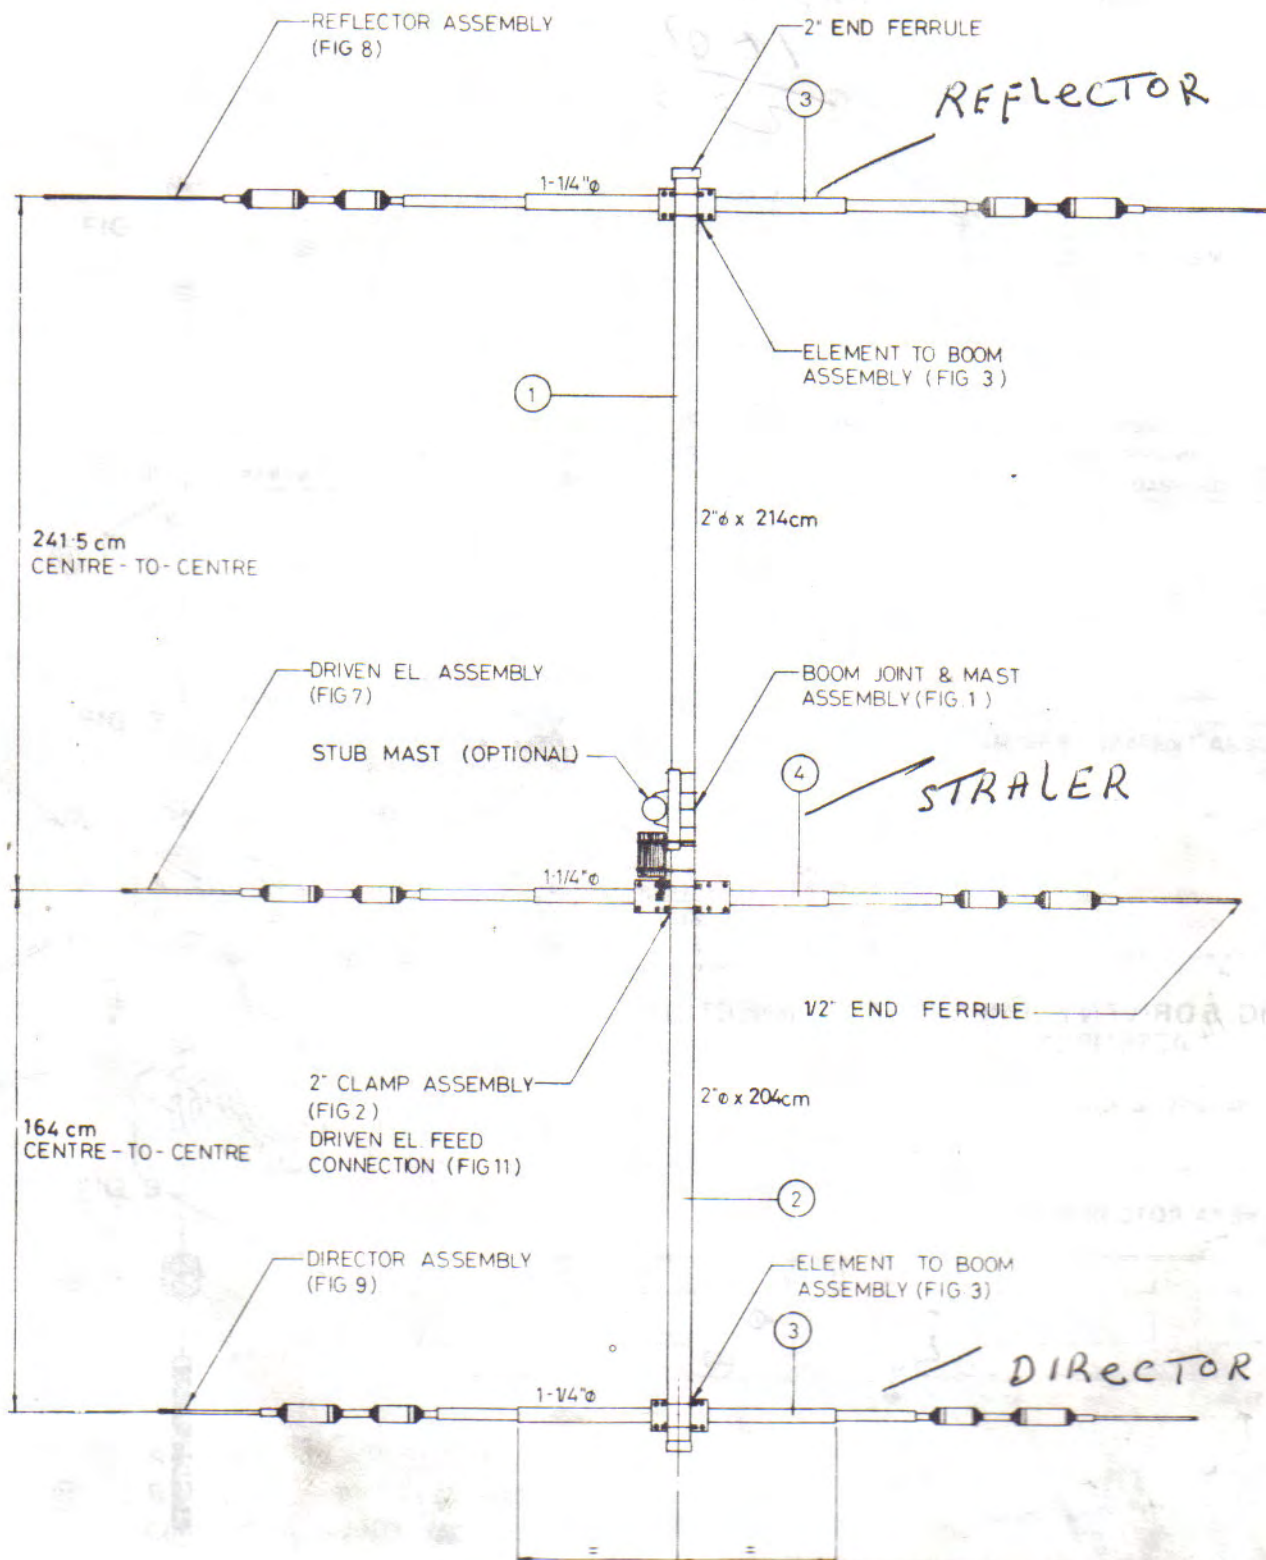 REFLECTOR ASSEMBLY
(FIG 8)
2" END FERRULE
3
REFLeCTOR
1-1/4"φ
ELEMENT TO BOOM
ASSEMBLY (FIG 3)
1
2"φ x 214cm
241·5 cm
CENTRE-TO-CENTRE
DRIVEN EL. ASSEMBLY
(FIG 7)
BOOM JOINT & MAST
ASSEMBLY (FIG.1)
STUB MAST (OPTIONAL)
4
STRALER
1-1/4"φ
1/2" END FERRULE
2" CLAMP ASSEMBLY
(FIG 2)
DRIVEN EL. FEED
CONNECTION (FIG 11)
2"φ x 204cm
164 cm
CENTRE-TO-CENTRE
2
DIRECTOR ASSEMBLY
(FIG 9)
ELEMENT TO BOOM
ASSEMBLY (FIG 3)
3
DIReCTOR
1-1/4"φ
= =